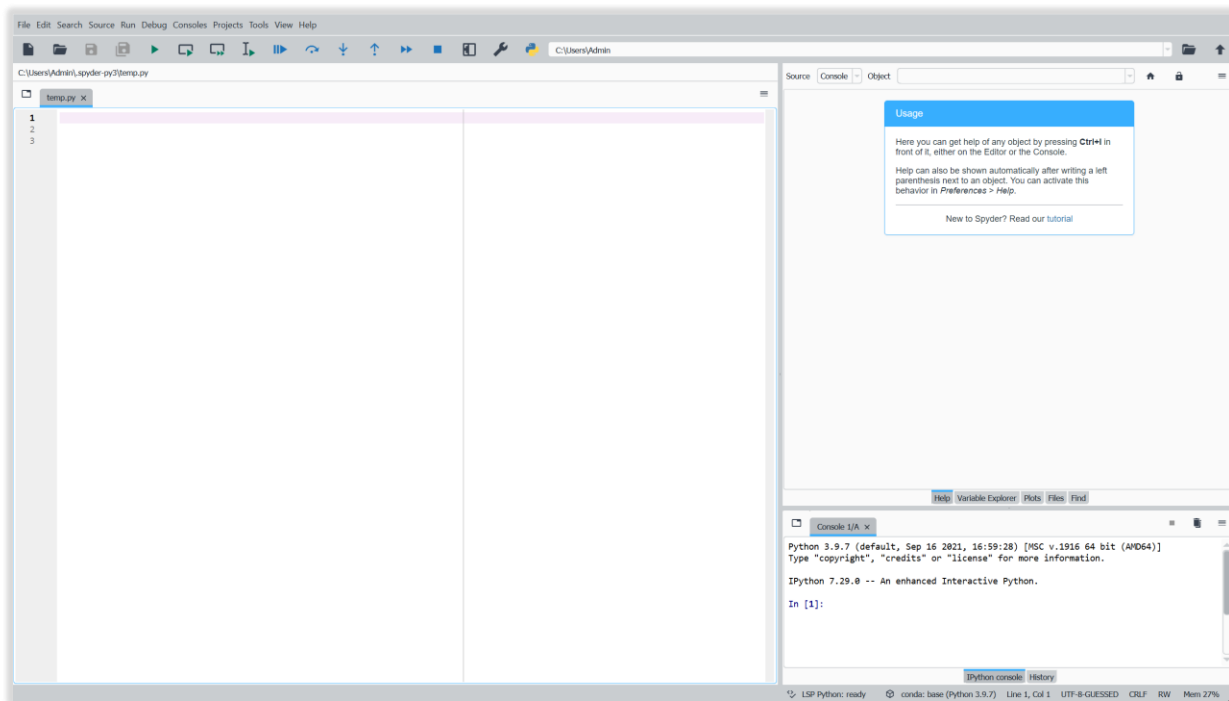 File Edit Search Source Run Debug Consoles Projects Tools View Help
C:\Users\Admin
C:\Users\Admin\.spyder-py3\temp.py
temp.py
1
2
3
Source Console Object
Usage
Here you can get help of any object by pressing Ctrl+I in
front of it, either on the Editor or the Console.
Help can also be shown automatically after writing a left
parenthesis next to an object. You can activate this
behavior in Preferences > Help.
New to Spyder? Read our tutorial
Help Variable Explorer Plots Files Find
Console 1/A
Python 3.9.7 (default, Sep 16 2021, 16:59:28) [MSC v.1916 64 bit (AMD64)]
Type "copyright", "credits" or "license" for more information.
IPython 7.29.0 -- An enhanced Interactive Python.
In [1]:
IPython console History
LSP Python: ready conda: base (Python 3.9.7) Line 1, Col 1 UTF-8-GUESSED CRLF RW Mem 27%